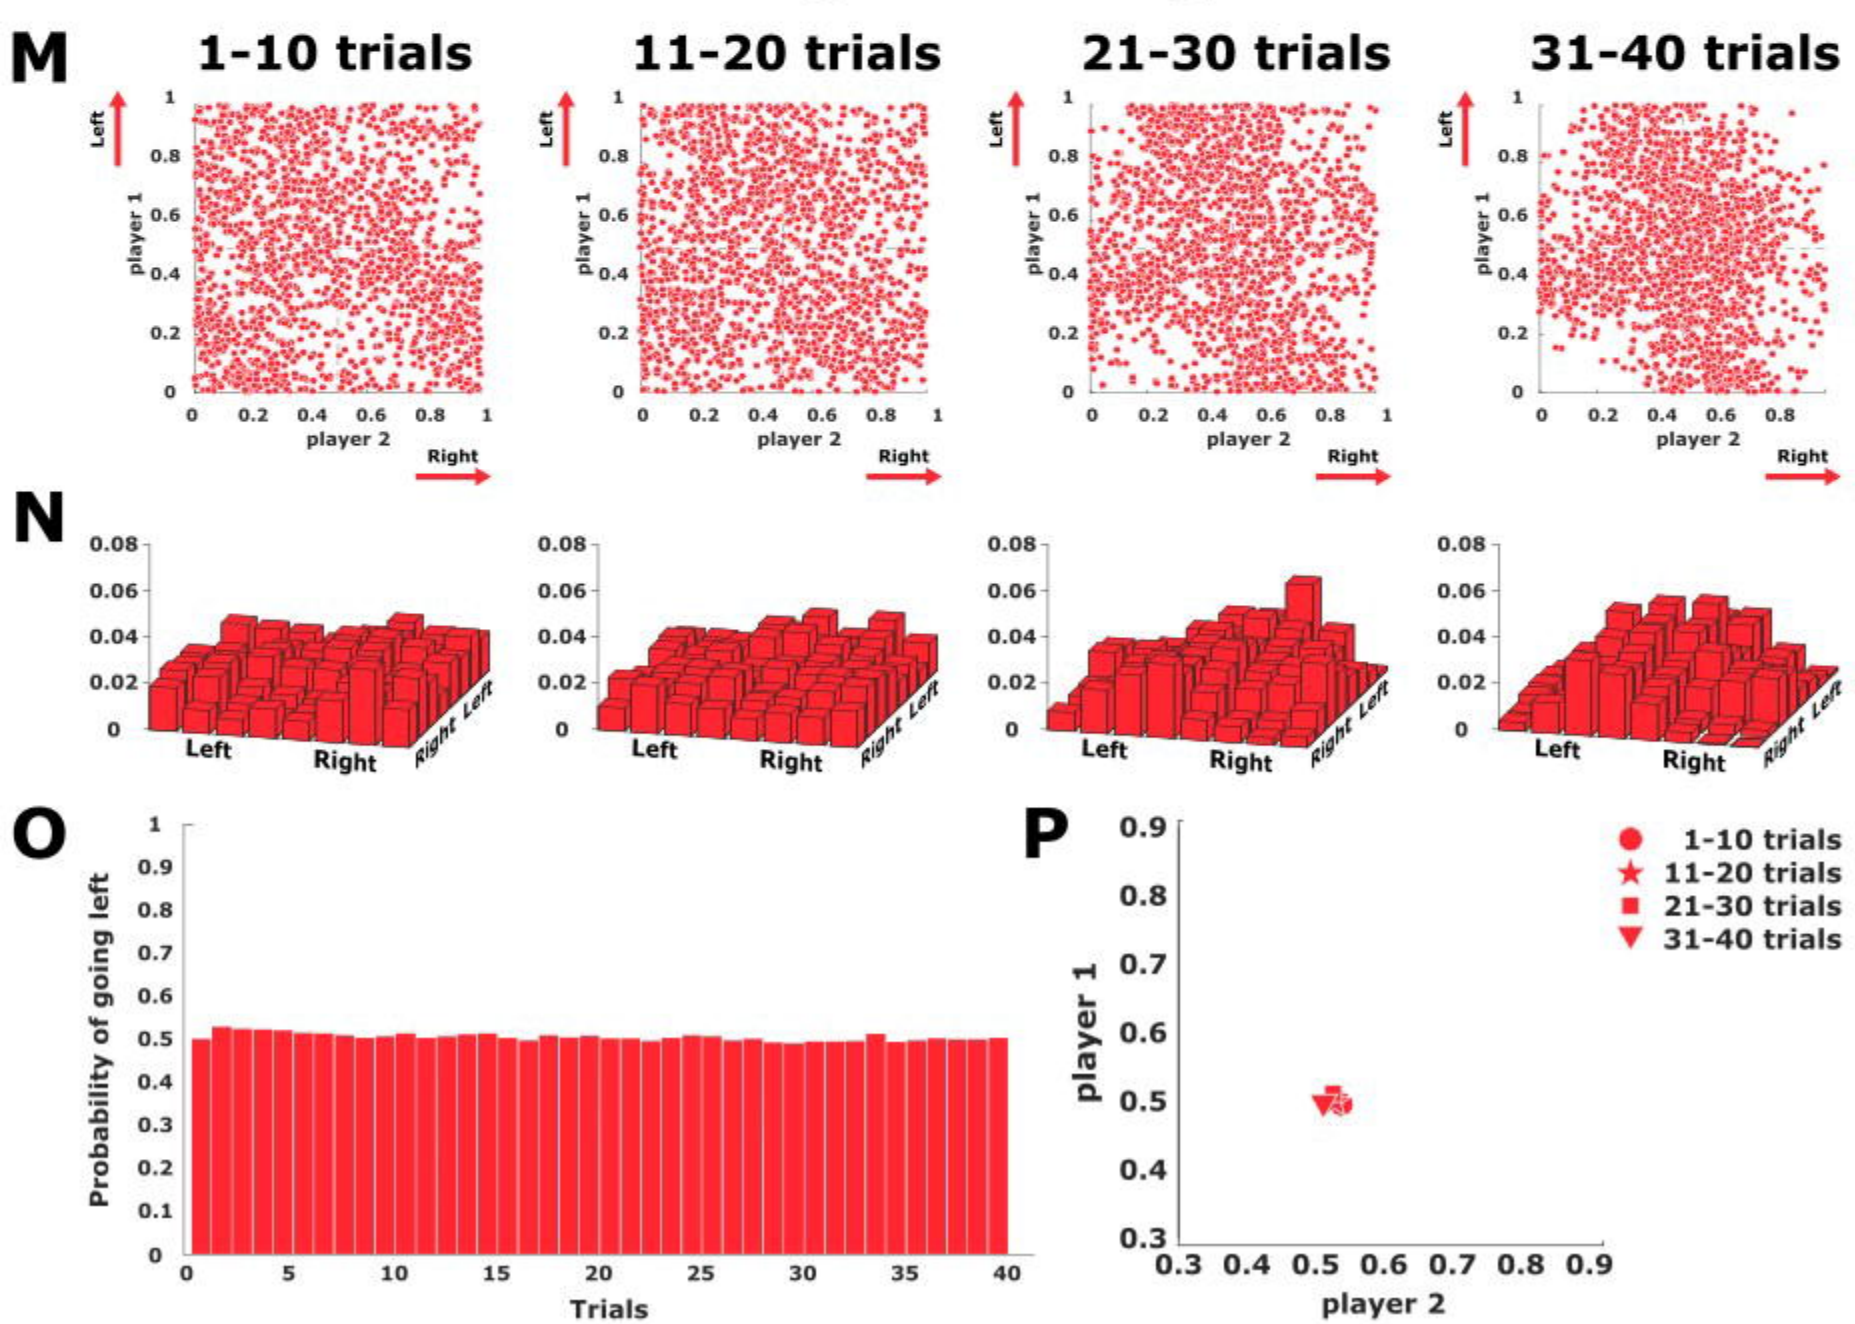 M 1-10 trials 11-20 trials 21-30 trials 31-40 trials
Left Left Left Left
1 1 1 1
0.8 0.8 0.8 0.8
player 1 player 1 player 1 player 1
0.6 0.6 0.6 0.6
0.4 0.4 0.4 0.4
0.2 0.2 0.2 0.2
0 0 0 0
0 0.2 0.4 0.6 0.8 1 0 0.2 0.4 0.6 0.8 1 0 0.2 0.4 0.6 0.8 1 0 0.2 0.4 0.6 0.8
player 2 player 2 player 2 player 2
Right Right Right Right
N
0.08 0.08 0.08 0.08
0.06 0.06 0.06 0.06
0.04 0.04 0.04 0.04
0.02 0.02 0.02 0.02
0 0 0 0
Left Right Right Left Left Right Right Left Left Right Right Left Left Right Right Left
O
Probability of going left
1
0.9
0.8
0.7
0.6
0.5
0.4
0.3
0.2
0.1
0
0 5 10 15 20 25 30 35 40
Trials
P
player 1
0.9
0.8
0.7
0.6
0.5
0.4
0.3
0.3 0.4 0.5 0.6 0.7 0.8 0.9
player 2
1-10 trials
11-20 trials
21-30 trials
31-40 trials